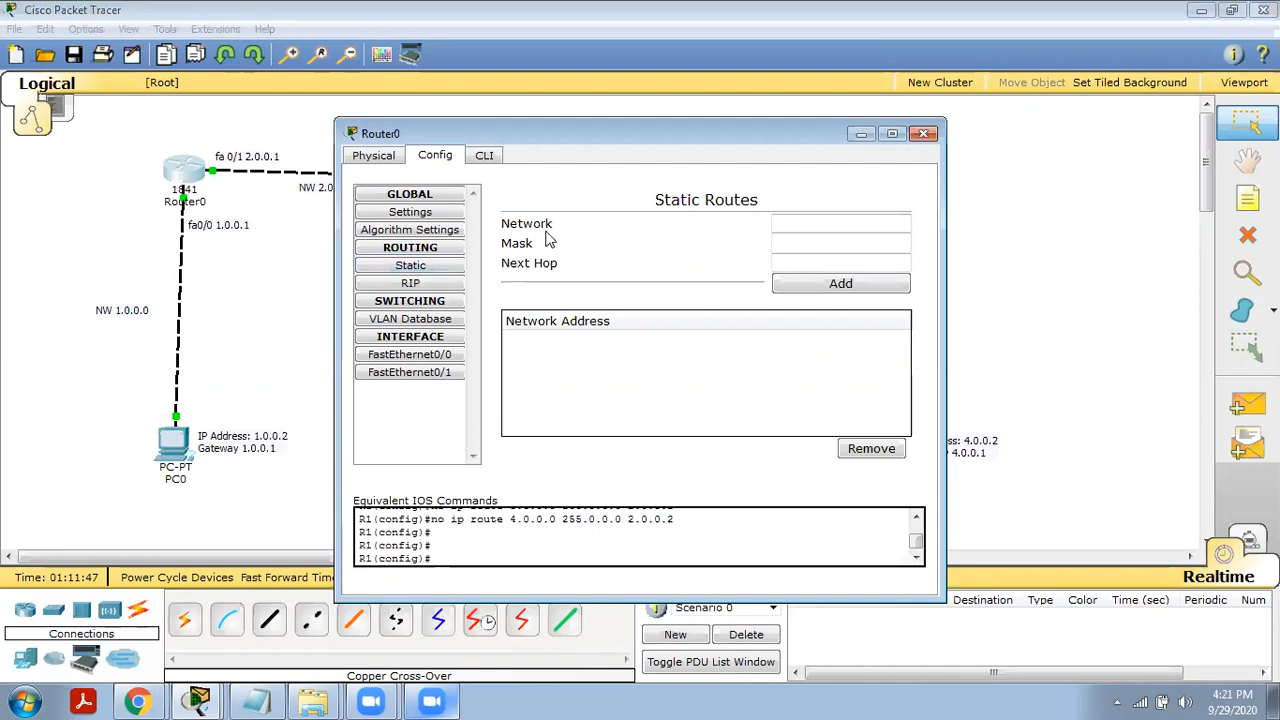 Cisco Packet Tracer
File Edit Options View Tools Extensions Help
Logical
[Root]
New Cluster
Move Object
Set Tiled Background
Viewport
fa 0/1 2.0.0.1
NW 2.0
1841
Router0
fa0/0 1.0.0.1
NW 1.0.0.0
IP Address: 1.0.0.2
Gateway 1.0.0.1
PC-PT
PC0
Router0
Physical
Config
CLI
GLOBAL
Settings
Algorithm Settings
ROUTING
Static
RIP
SWITCHING
VLAN Database
INTERFACE
FastEthernet0/0
FastEthernet0/1
Static Routes
Network
Mask
Next Hop
Add
Network Address
Remove
Equivalent IOS Commands
R1(config)#no ip route 4.0.0.0 255.0.0.0 2.0.0.2
R1(config)#
R1(config)#
R1(config)#
s: 4.0.0.2
4.0.0.1
Time: 01:11:47
Power Cycle Devices Fast Forward Time
Realtime
Connections
Copper Cross-Over
Scenario 0
New
Delete
Toggle PDU List Window
Destination Type Color Time (sec) Periodic Num
4:21 PM
9/29/2020